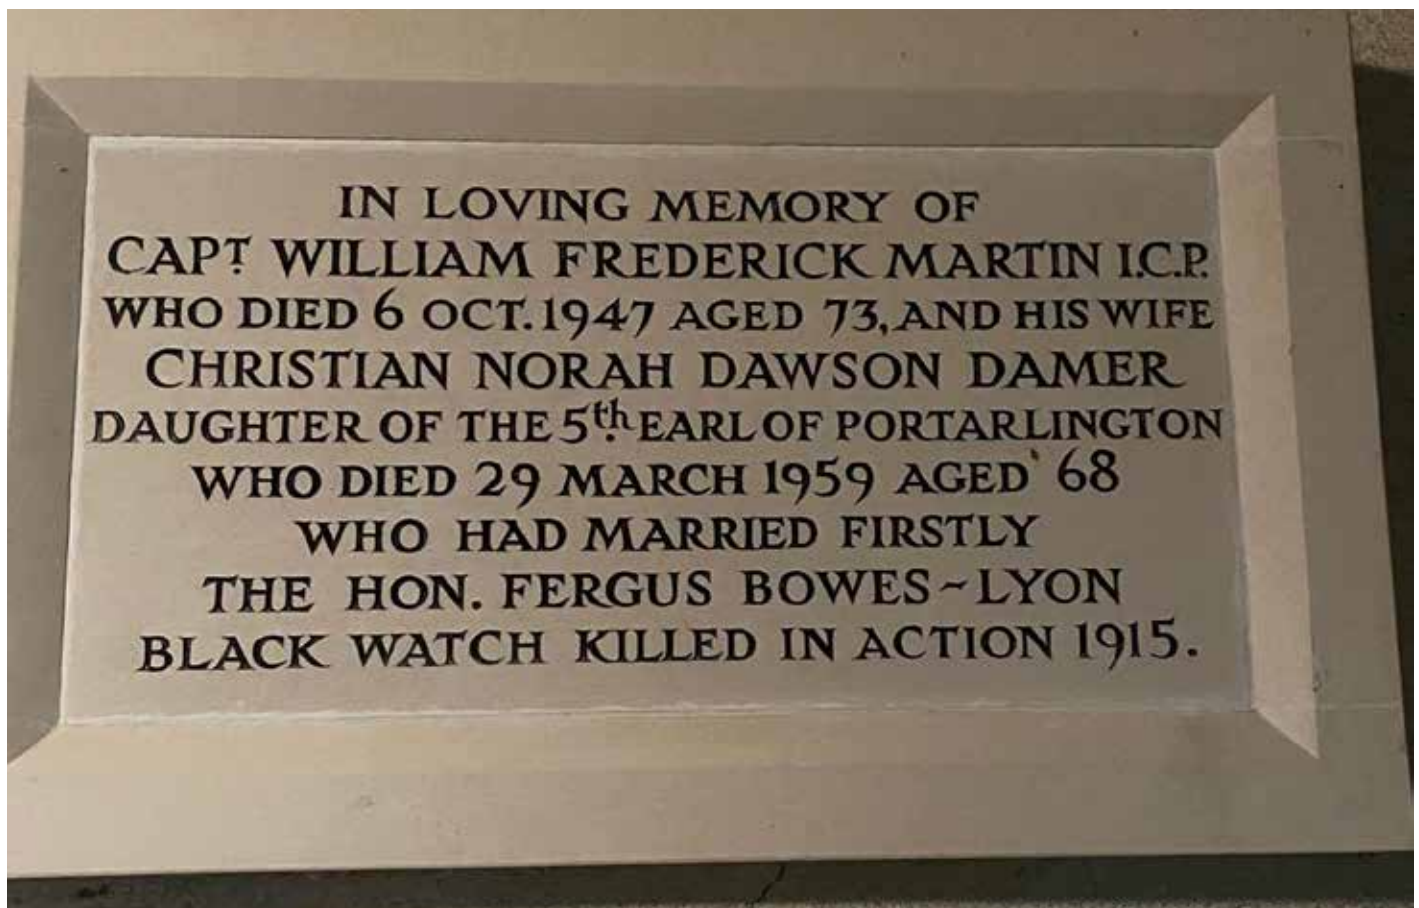 IN LOVING MEMORY OF
CAPT. WILLIAM FREDERICK MARTIN I.C.P.
WHO DIED 6 OCT. 1947 AGED 73, AND HIS WIFE
CHRISTIAN NORAH DAWSON DAMER
DAUGHTER OF THE 5th. EARL OF PORTARLINGTON
WHO DIED 29 MARCH 1959 AGED 68
WHO HAD MARRIED FIRSTLY
THE HON. FERGUS BOWES~LYON
BLACK WATCH KILLED IN ACTION 1915.